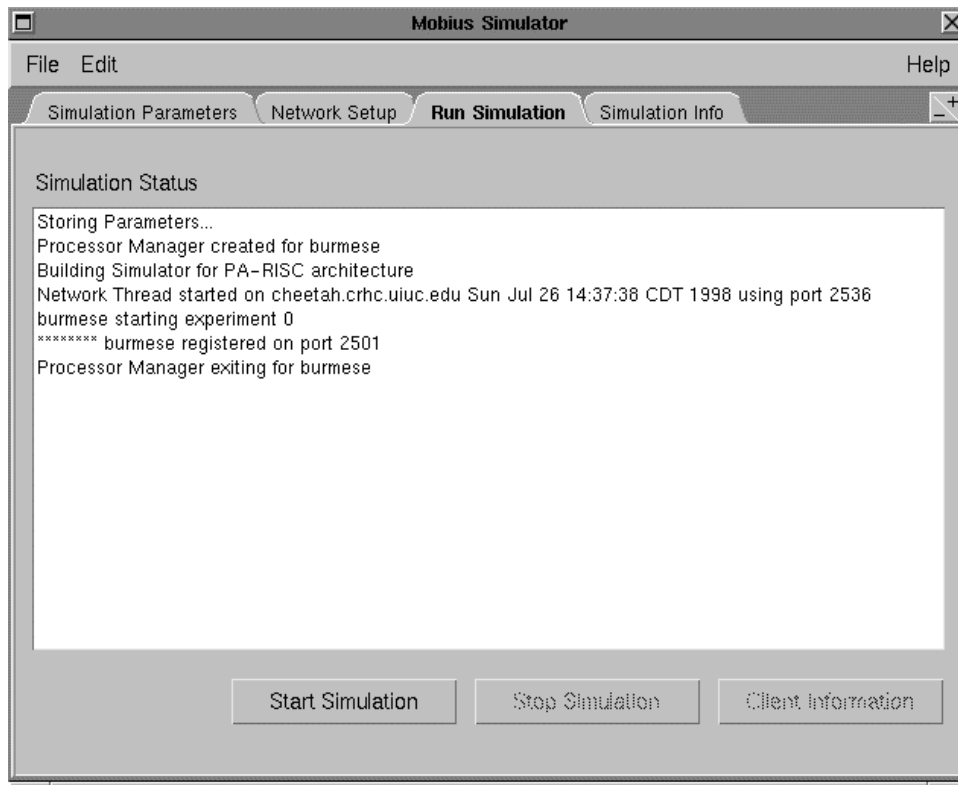 Mobius Simulator
File Edit Help
Simulation Parameters Network Setup Run Simulation Simulation Info
Simulation Status
Storing Parameters...
Processor Manager created for burmese
Building Simulator for PA-RISC architecture
Network Thread started on cheetah.crhc.uiuc.edu Sun Jul 26 14:37:38 CDT 1998 using port 2536
burmese starting experiment 0
******** burmese registered on port 2501
Processor Manager exiting for burmese
Start Simulation Stop Simulation Client Information